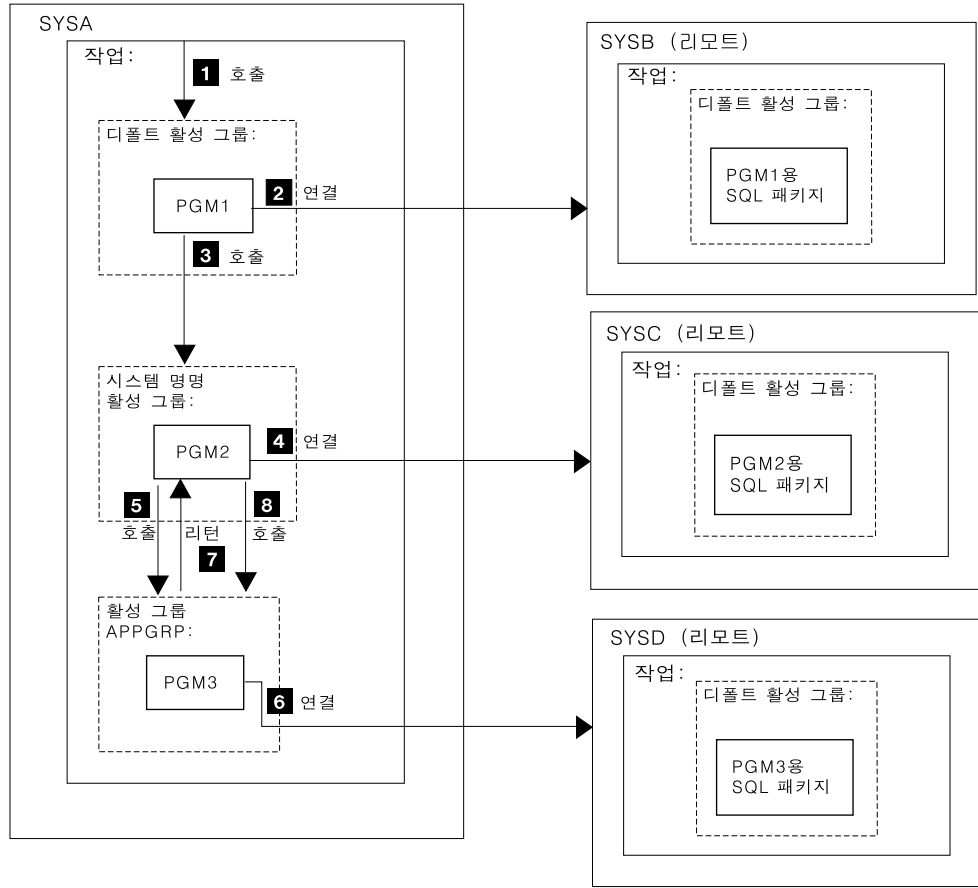 SYSA
작업:
1 호출
디폴트 활성 그룹:
PGM1
2 연결
3 호출
시스템 명명
활성 그룹:
PGM2
4 연결
5
호출
리턴
7
8
호출
활성 그룹
APPGRP:
PGM3
6 연결
SYSB (리모트)
작업:
디폴트 활성 그룹:
PGM1용
SQL 패키지
SYSC (리모트)
작업:
디폴트 활성 그룹:
PGM2용
SQL 패키지
SYSD (리모트)
작업:
디폴트 활성 그룹:
PGM3용
SQL 패키지